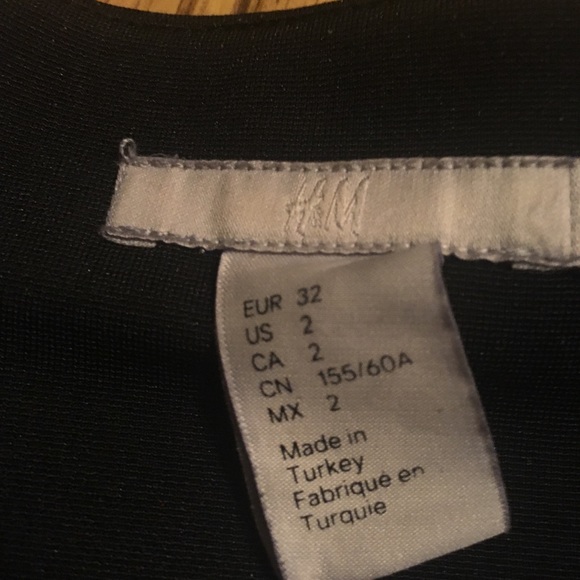 H&M
EUR 32
US 2
CA 2
CN 155/60A
MX 2
Made in
Turkey
Fabriqué en
Turquie